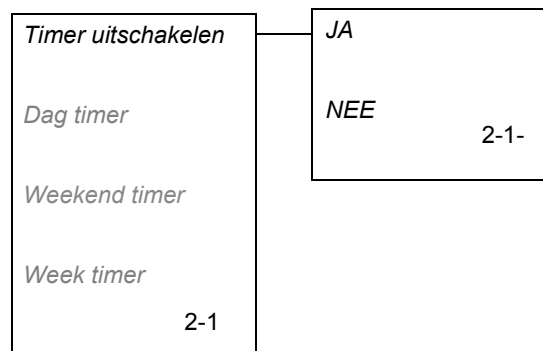 Timer uitschakelen
Dag timer
Weekend timer
Week timer
2-1
JA
NEE
2-1-